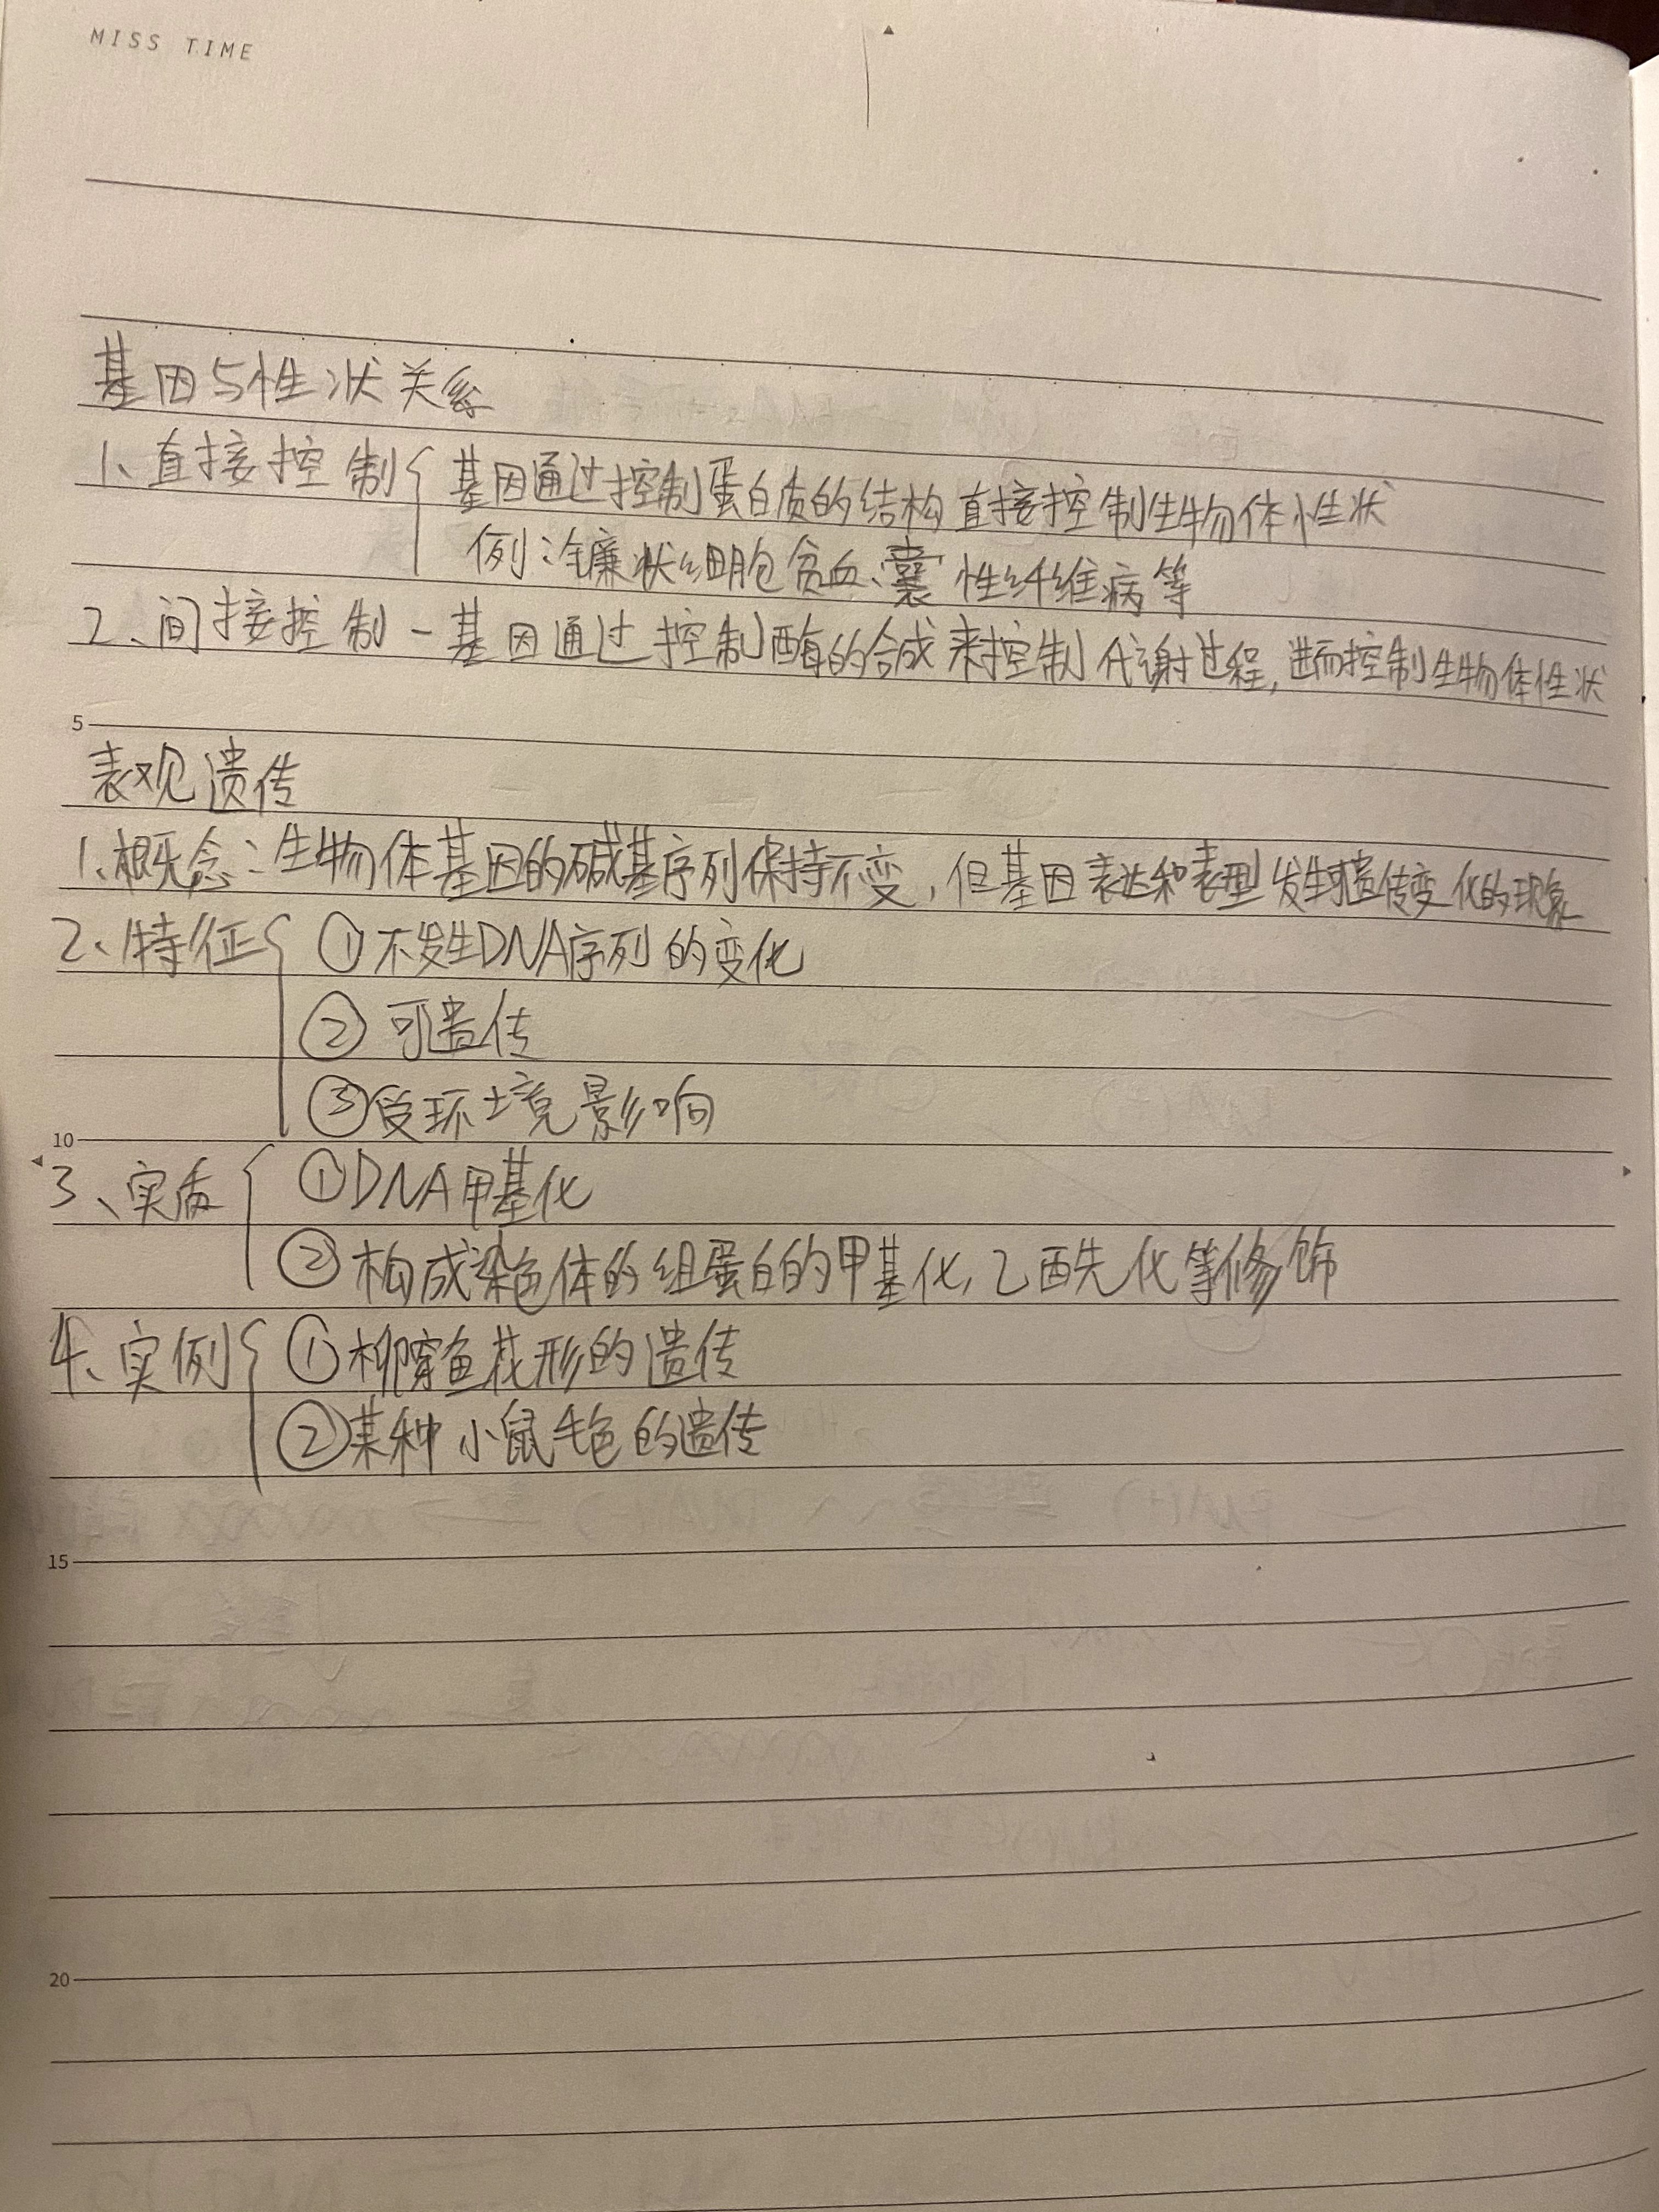 MISS TIME
基因与性状关系
1、直接控制{基因通过控制蛋白质的结构直接控制生物体性状
例:镰状细胞贫血、囊性纤维病等
2、间接控制-基因通过控制酶的合成来控制代谢过程,进而控制生物体性状
5
表观遗传
1、概念:生物体基因的碱基序列保持不变,但基因表达和表型发生可遗传变化的现象
2、特征{①不发生DNA序列的变化
②可遗传
③受环境影响
10
3、实质{①DNA甲基化
②构成染色体的组蛋白的甲基化,乙酰化等修饰
4、实例{①柳穿鱼花形的遗传
②某种小鼠毛色的遗传
15
20